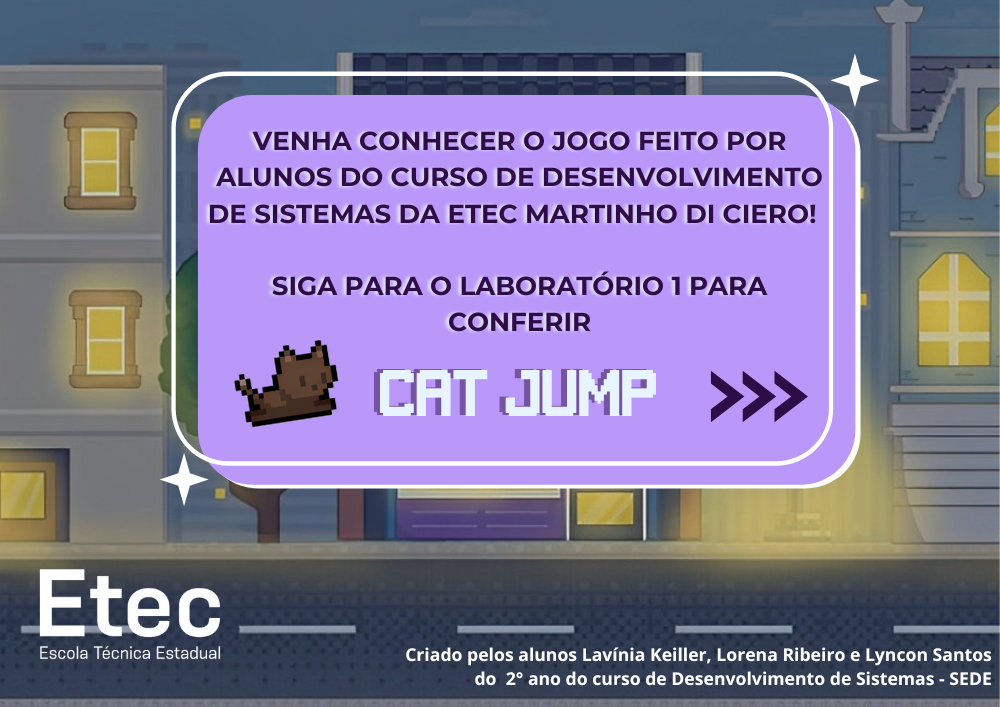 VENHA CONHECER O JOGO FEITO POR
ALUNOS DO CURSO DE DESENVOLVIMENTO
DE SISTEMAS DA ETEC MARTINHO DI CIERO!
SIGA PARA O LABORATÓRIO 1 PARA
CONFERIR
CAT JUMP
Etec
Escola Técnica Estadual
Criado pelos alunos Lavínia Keiller, Lorena Ribeiro e Lyncon Santos
do 2° ano do curso de Desenvolvimento de Sistemas - SEDE